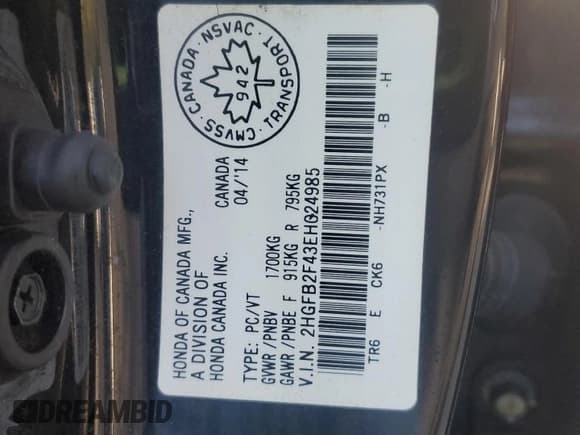 CMVSS · CANADA · NSVAC · TRANSPORT ·
942
HONDA OF CANADA MFG.,
A DIVISION OF
HONDA CANADA INC.
CANADA
04/'14
TYPE: PC/VT
GVWR /PNBV 1700KG
GAWR /PNBE F 915KG R 795KG
V.I.N. 2HGFB2F43EH024985
TR6 E CK6 -NH731PX -B -H
DREAMBID